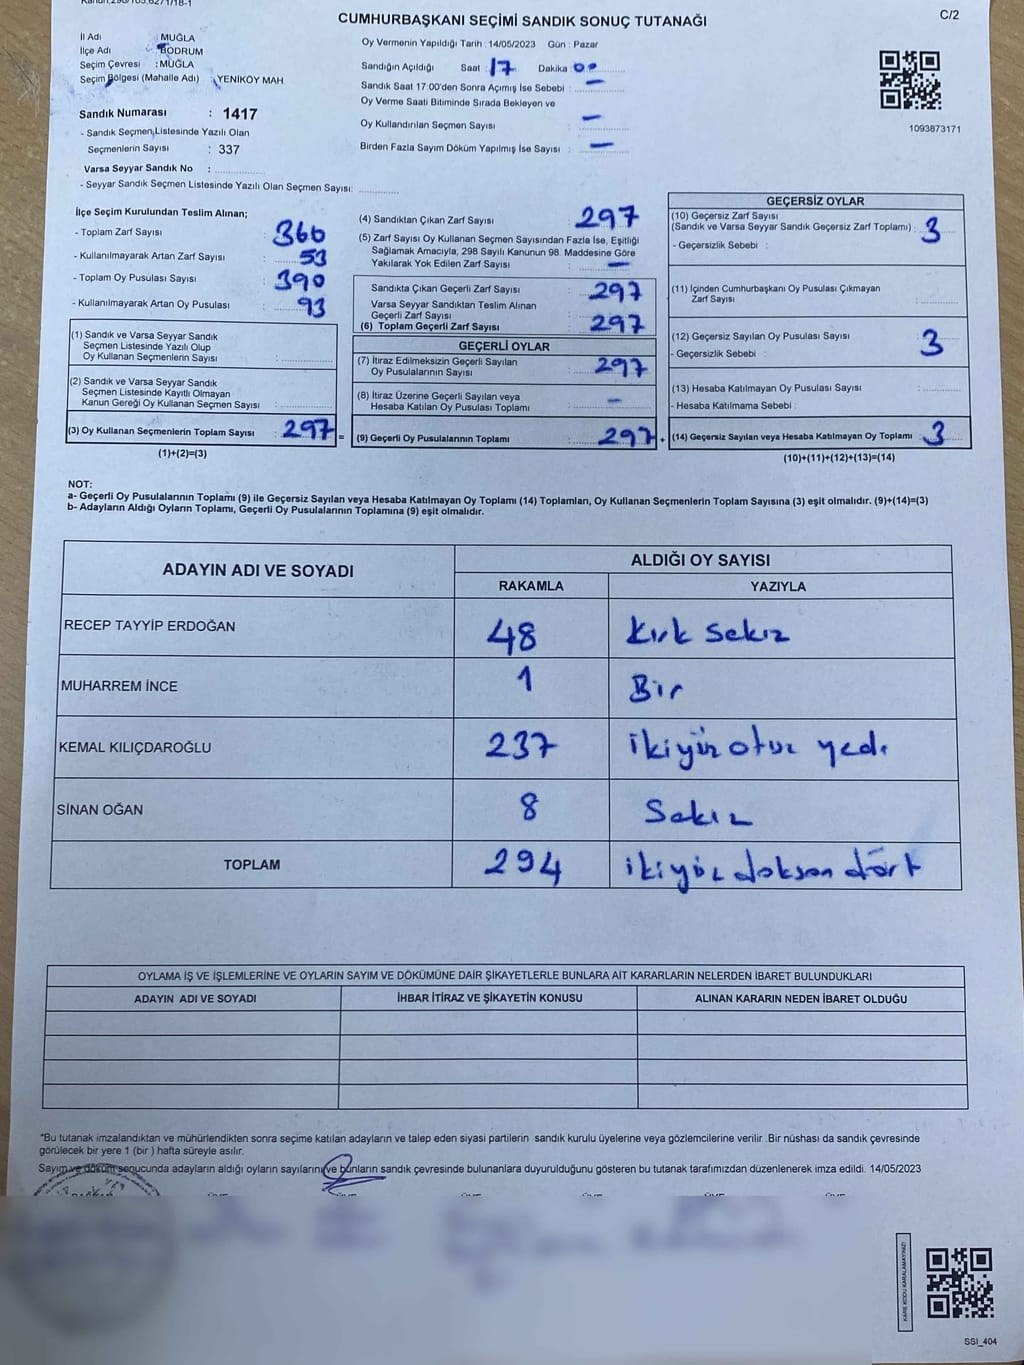 CUMHURBAŞKANI SEÇİMİ SANDIK SONUÇ TUTANAĞI
C/2
İl Adı : MUĞLA
İlçe Adı : BODRUM
Seçim Çevresi : MUĞLA
Seçim Bölgesi (Mahalle Adı) : YENİKÖY MAH.
Sandık Numarası : 1417
- Sandık Seçmen Listesinde Yazılı Olan
Seçmenlerin Sayısı : 337
Varsa Seyyar Sandık No :
- Seyyar Sandık Seçmen Listesinde Yazılı Olan Seçmen Sayısı:
Oy Vermenin Yapıldığı Tarih : 14/05/2023 Gün : Pazar
Sandığın Açıldığı Saat : 17 Dakika : 00
Sandık Saat 17:00'den Sonra Açımış İse Sebebi : —
Oy Verme Saati Bitiminde Sırada Bekleyen ve
Oy Kullandırılan Seçmen Sayısı : —
Birden Fazla Sayım Döküm Yapılmış İse Sayısı : —
1093873171
İlçe Seçim Kurulundan Teslim Alınan;
- Toplam Zarf Sayısı : 360
- Kullanılmayarak Artan Zarf Sayısı : 53
- Toplam Oy Pusulası Sayısı : 390
- Kullanılmayarak Artan Oy Pusulası : 93
(1) Sandık ve Varsa Seyyar Sandık
Seçmen Listesinde Yazılı Olup
Oy Kullanan Seçmenlerin Sayısı :
(2) Sandık ve Varsa Seyyar Sandık
Seçmen Listesinde Kayıtlı Olmayan
Kanun Gereği Oy Kullanan Seçmen Sayısı :
(3) Oy Kullanan Seçmenlerin Toplam Sayısı : 297 =
(1)+(2)=(3)
(4) Sandıktan Çıkan Zarf Sayısı : 297
(5) Zarf Sayısı Oy Kullanan Seçmen Sayısından Fazla İse, Eşitliği
Sağlamak Amacıyla; 298 Sayılı Kanunun 98. Maddesine Göre
Yakılarak Yok Edilen Zarf Sayısı : —
Sandıkta Çıkan Geçerli Zarf Sayısı : 297
Varsa Seyyar Sandıktan Teslim Alınan
Geçerli Zarf Sayısı :
(6) Toplam Geçerli Zarf Sayısı : 297
GEÇERLİ OYLAR
(7) İtiraz Edilmeksizin Geçerli Sayılan
Oy Pusulalarının Sayısı : 297
(8) İtiraz Üzerine Geçerli Sayılan veya
Hesaba Katılan Oy Pusulası Toplamı : —
(9) Geçerli Oy Pusulalarının Toplamı : 297 +
GEÇERSİZ OYLAR
(10) Geçersiz Zarf Sayısı
(Sandık ve Varsa Seyyar Sandık Geçersiz Zarf Toplamı) : 3
- Geçersizlik Sebebi :
(11) İçinden Cumhurbaşkanı Oy Pusulası Çıkmayan
Zarf Sayısı :
(12) Geçersiz Sayılan Oy Pusulası Sayısı : 3
- Geçersizlik Sebebi :
(13) Hesaba Katılmayan Oy Pusulası Sayısı :
- Hesaba Katılmama Sebebi :
(14) Geçersiz Sayılan veya Hesaba Katılmayan Oy Toplamı : 3
(10)+(11)+(12)+(13)=(14)
NOT:
a- Geçerli Oy Pusulalarının Toplamı (9) ile Geçersiz Sayılan veya Hesaba Katılmayan Oy Toplamı (14) Toplamları, Oy Kullanan Seçmenlerin Toplam Sayısına (3) eşit olmalıdır. (9)+(14)=(3)
b- Adayların Aldığı Oyların Toplamı, Geçerli Oy Pusulalarının Toplamına (9) eşit olmalıdır.
ADAYIN ADI VE SOYADI ALDIĞI OY SAYISI
RAKAMLA YAZIYLA
RECEP TAYYİP ERDOĞAN 48 Kırk Sekiz
MUHARREM İNCE 1 Bir
KEMAL KILIÇDAROĞLU 237 ikiyüz otuz yedi
SİNAN OĞAN 8 Sekiz
TOPLAM 294 ikiyüz doksan dört
OYLAMA İŞ VE İŞLEMLERİNE VE OYLARIN SAYIM VE DÖKÜMÜNE DAİR ŞİKAYETLERLE BUNLARA AİT KARARLARIN NELERDEN İBARET BULUNDUKLARI
ADAYIN ADI VE SOYADI İHBAR İTİRAZ VE ŞİKAYETİN KONUSU ALINAN KARARIN NEDEN İBARET OLDUĞU
*Bu tutanak imzalandıktan ve mühürlendikten sonra seçime katılan adayların ve talep eden siyasi partilerin sandık kurulu üyelerine veya gözlemcilerine verilir .Bir nüshası da sandık çevresinde
görülecek bir yere 1 (bir ) hafta süreyle asılır.
Sayım ve döküm sonucunda adayların aldığı oyların sayılarını ve bunların sandık çevresinde bulunanlara duyurulduğunu gösteren bu tutanak tarafımızdan düzenlenerek imza edildi. 14/05/2023
KARE KODU KARALAMAYINIZ!
SSI_404